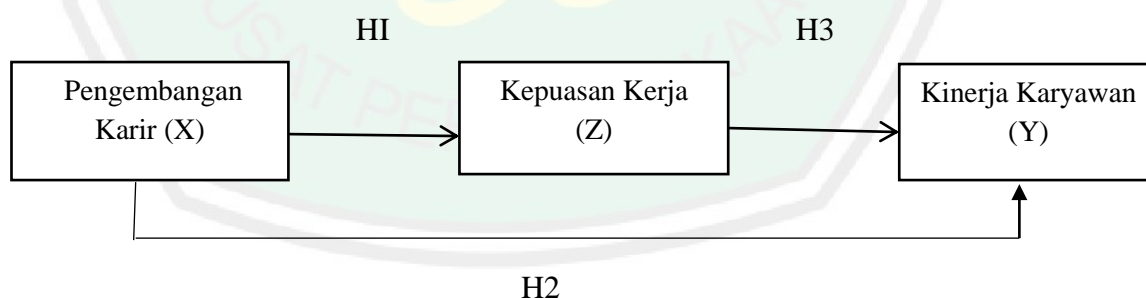 HI
H3
Pengembangan
Karir (X)
Kepuasan Kerja
(Z)
Kinerja Karyawan
(Y)
H2